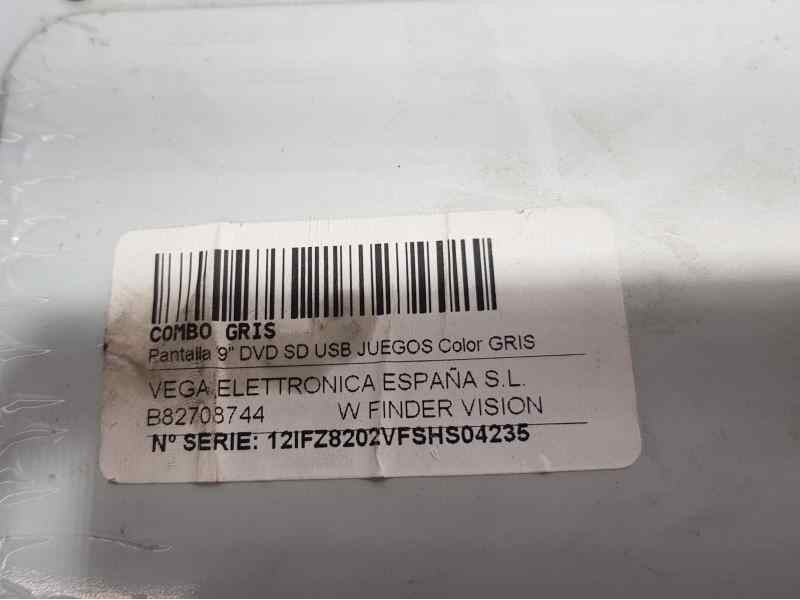 COMBO GRIS
Pantalla 9" DVD SD USB JUEGOS Color GRIS
VEGA ELETTRONICA ESPAÑA S.L.
B82708744 W FINDER VISION
Nº SERIE: 12IFZ8202VFSHS04235